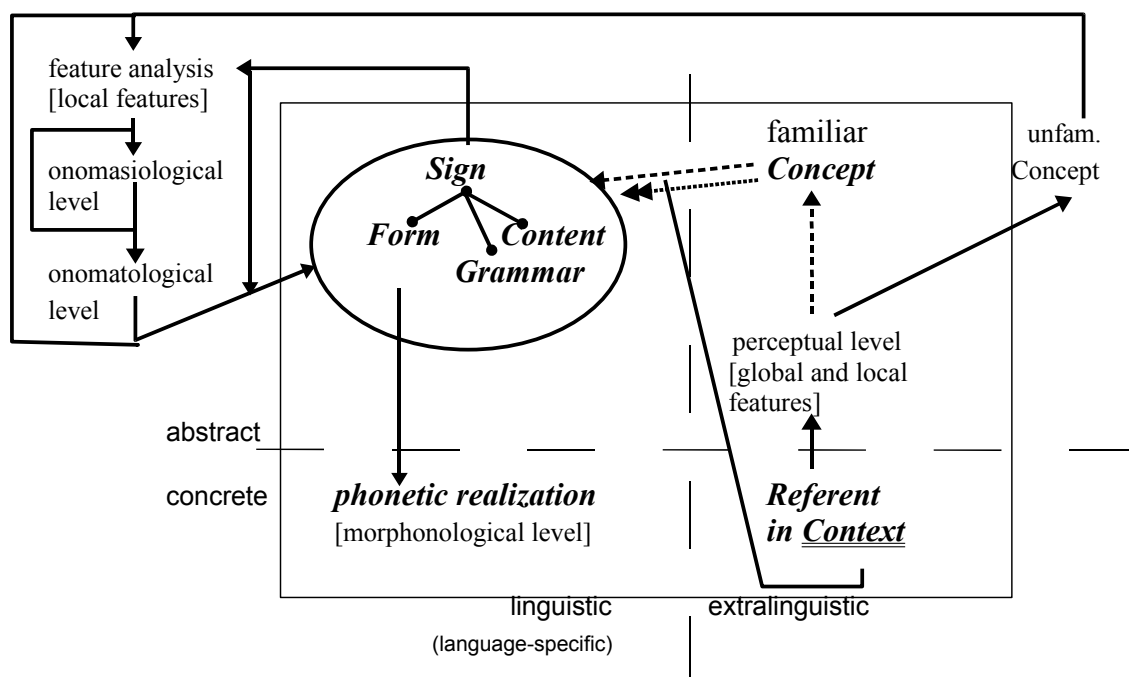 feature analysis
[local features]
onomasiological
level
onomatological
level
Sign
Form
Content
Grammar
familiar
Concept
unfam.
Concept
perceptual level
[global and local
features]
abstract
concrete
phonetic realization
[morphonological level]
Referent
in Context
linguistic
(language-specific)
extralinguistic